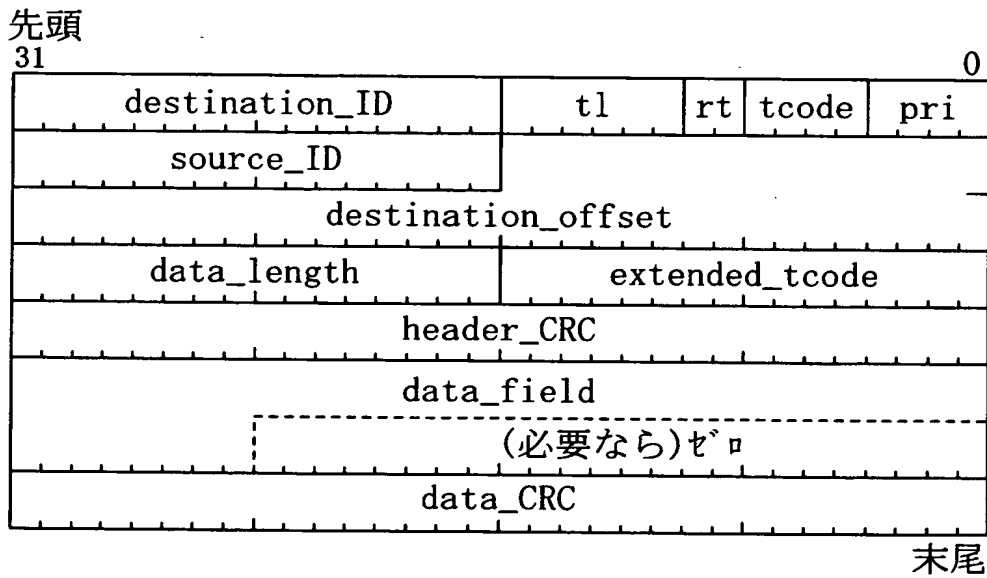 先頭
31 0
destination_ID tl rt tcode pri
source_ID
destination_offset
data_length extended_tcode
header_CRC
data_field
(必要なら)ｾﾞﾛ
data_CRC
末尾